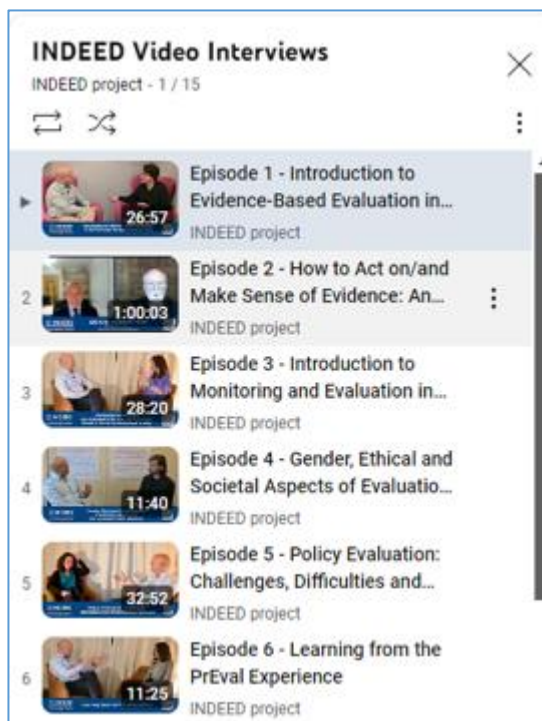 INDEED Video Interviews
INDEED project - 1 / 15
26:57
Episode 1 - Introduction to
Evidence-Based Evaluation in...
INDEED project
2
1:00:03
Episode 2 - How to Act on/and
Make Sense of Evidence: An...
INDEED project
3
28:20
Episode 3 - Introduction to
Monitoring and Evaluation in...
INDEED project
4
11:40
Episode 4 - Gender, Ethical and
Societal Aspects of Evaluatio...
INDEED project
5
32:52
Episode 5 - Policy Evaluation:
Challenges, Difficulties and...
INDEED project
6
11:25
Episode 6 - Learning from the
PrEval Experience
INDEED project